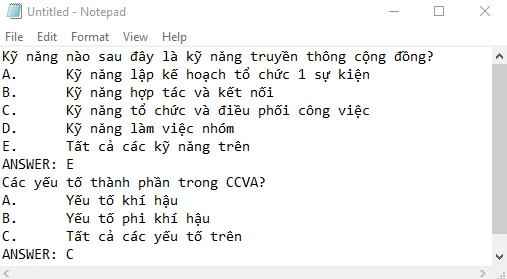 Untitled - Notepad
File Edit Format View Help
Kỹ năng nào sau đây là kỹ năng truyền thông cộng đồng?
A. Kỹ năng lập kế hoạch tổ chức 1 sự kiện
B. Kỹ năng hợp tác và kết nối
C. Kỹ năng tổ chức và điều phối công việc
D. Kỹ năng làm việc nhóm
E. Tất cả các kỹ năng trên
ANSWER: E
Các yếu tố thành phần trong CCVA?
A. Yếu tố khí hậu
B. Yếu tố phi khí hậu
C. Tất cả các yếu tố trên
ANSWER: C